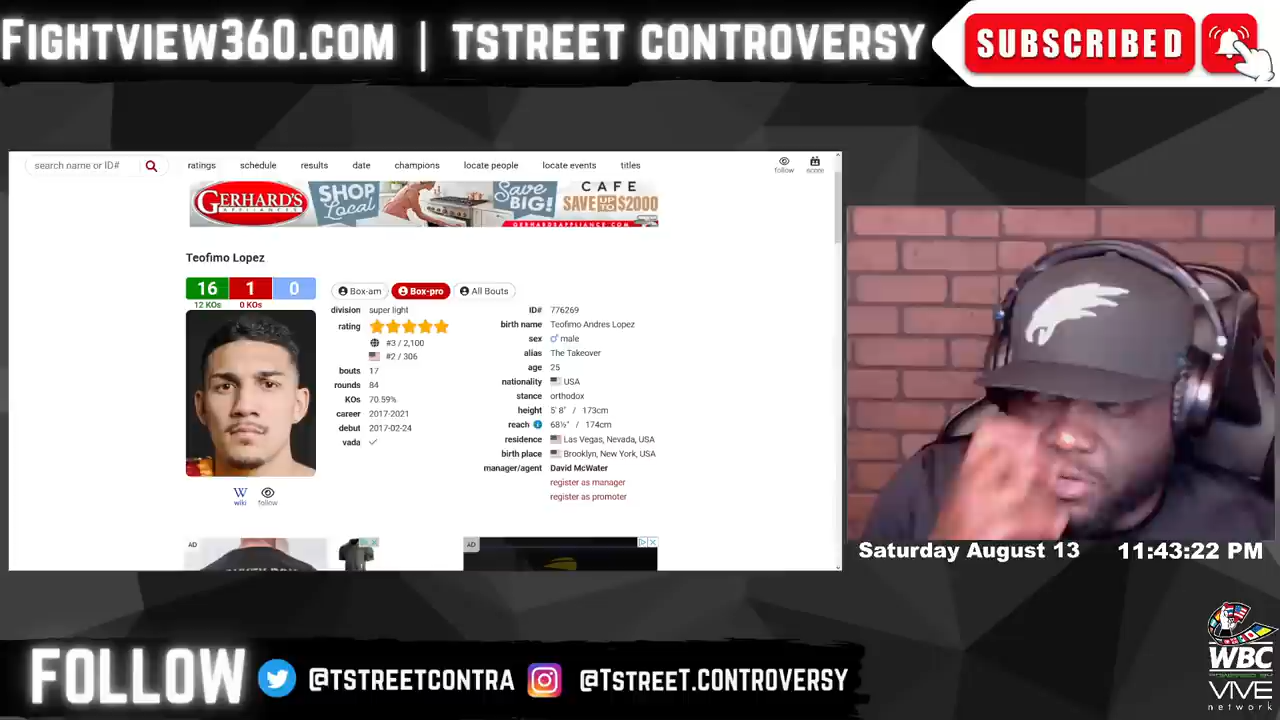 FIGHTVIEW360.COM | TSTREET CONTROVERSY
SUBSCRIBED
search name or ID#
ratings schedule results date champions locate people locate events titles
follow
score
GERHARD'S
APPLIANCES
SHOP
Local
Save
BIG!
CAFE
SAVE UP TO $2000
GERHARDSAPPLIANCE.COM
Teofimo Lopez
16 1 0
12 KOs 0 KOs
Box-am Box-pro All Bouts
division super light
rating
#3 / 2,100
#2 / 306
bouts 17
rounds 84
KOs 70.59%
career 2017-2021
debut 2017-02-24
vada ✓
ID# 776269
birth name Teofimo Andres Lopez
sex ♂ male
alias The Takeover
age 25
nationality USA
stance orthodox
height 5' 8" / 173cm
reach 68½" / 174cm
residence Las Vegas, Nevada, USA
birth place Brooklyn, New York, USA
manager/agent David McWater
register as manager
register as promoter
W
wiki
follow
AD
AD
Saturday August 13 11:43:22 PM
FOLLOW @TSTREETCONTRA @TSTREET.CONTROVERSY
WBC
POWERED BY
VIVE
network